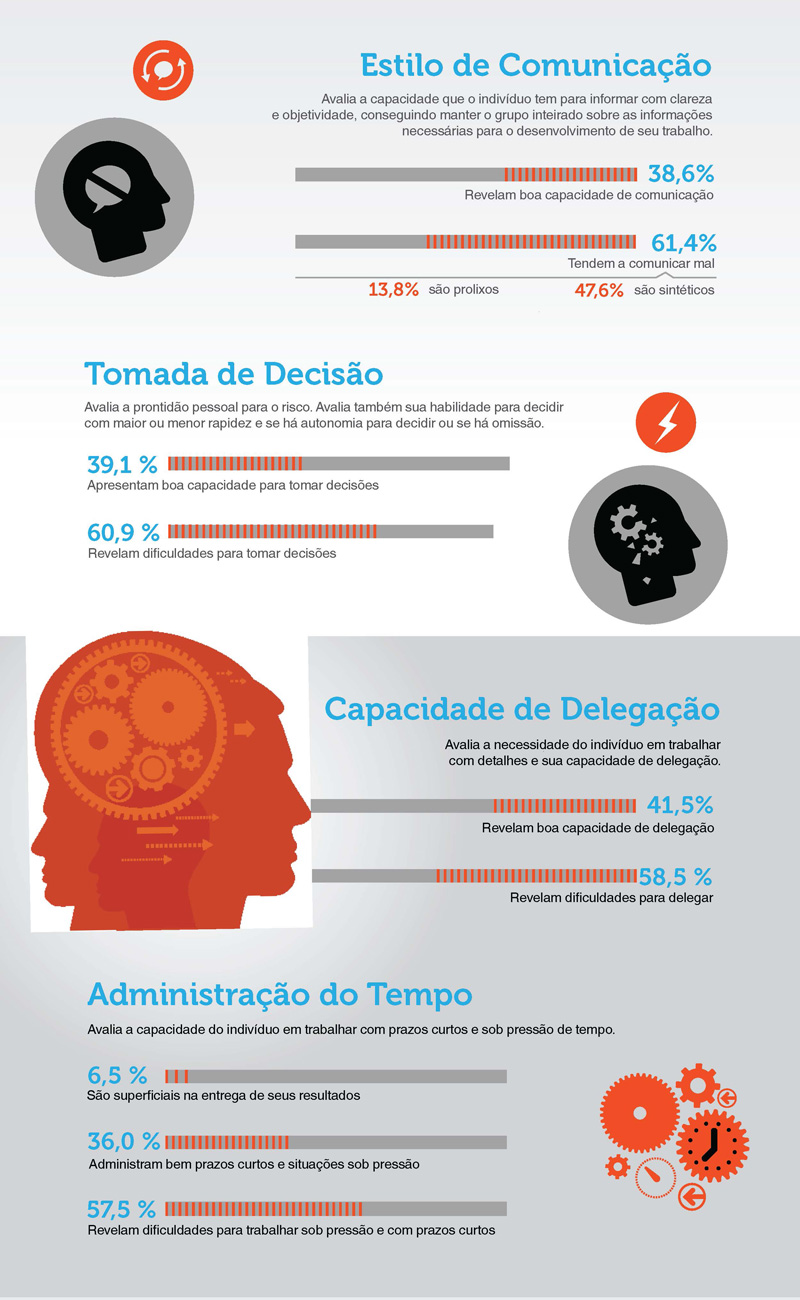 Estilo de Comunicação
Avalia a capacidade que o indivíduo tem para informar com clareza
e objetividade, conseguindo manter o grupo inteirado sobre as informações
necessárias para o desenvolvimento de seu trabalho.
38,6%
Revelam boa capacidade de comunicação
61,4%
Tendem a comunicar mal
13,8% são prolixos 47,6% são sintéticos
Tomada de Decisão
Avalia a prontidão pessoal para o risco. Avalia também sua habilidade para decidir
com maior ou menor rapidez e se há autonomia para decidir ou se há omissão.
39,1 %
Apresentam boa capacidade para tomar decisões
60,9 %
Revelam dificuldades para tomar decisões
Capacidade de Delegação
Avalia a necessidade do indivíduo em trabalhar
com detalhes e sua capacidade de delegação.
41,5%
Revelam boa capacidade de delegação
58,5 %
Revelam dificuldades para delegar
Administração do Tempo
Avalia a capacidade do indivíduo em trabalhar com prazos curtos e sob pressão de tempo.
6,5 %
São superficiais na entrega de seus resultados
36,0 %
Administram bem prazos curtos e situações sob pressão
57,5 %
Revelam dificuldades para trabalhar sob pressão e com prazos curtos